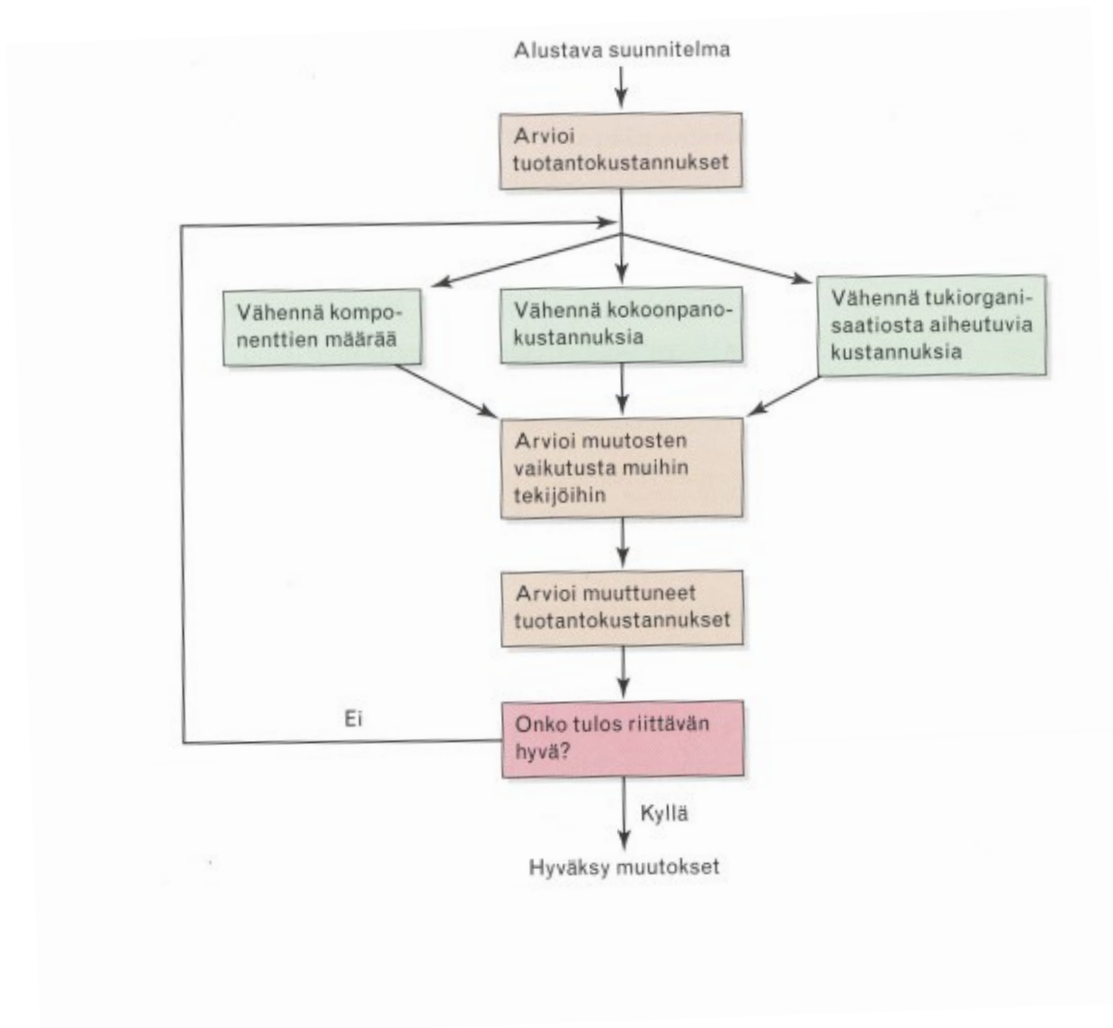 Alustava suunnitelma
Arvioi
tuotantokustannukset
Vähennä kompo-
nenttien määrää
Vähennä kokoonpano-
kustannuksia
Vähennä tukiorgani-
saatiosta aiheutuvia
kustannuksia
Arvioi muutosten
vaikutusta muihin
tekijöihin
Arvioi muuttuneet
tuotantokustannukset
Onko tulos riittävän
hyvä?
Ei
Kyllä
Hyväksy muutokset